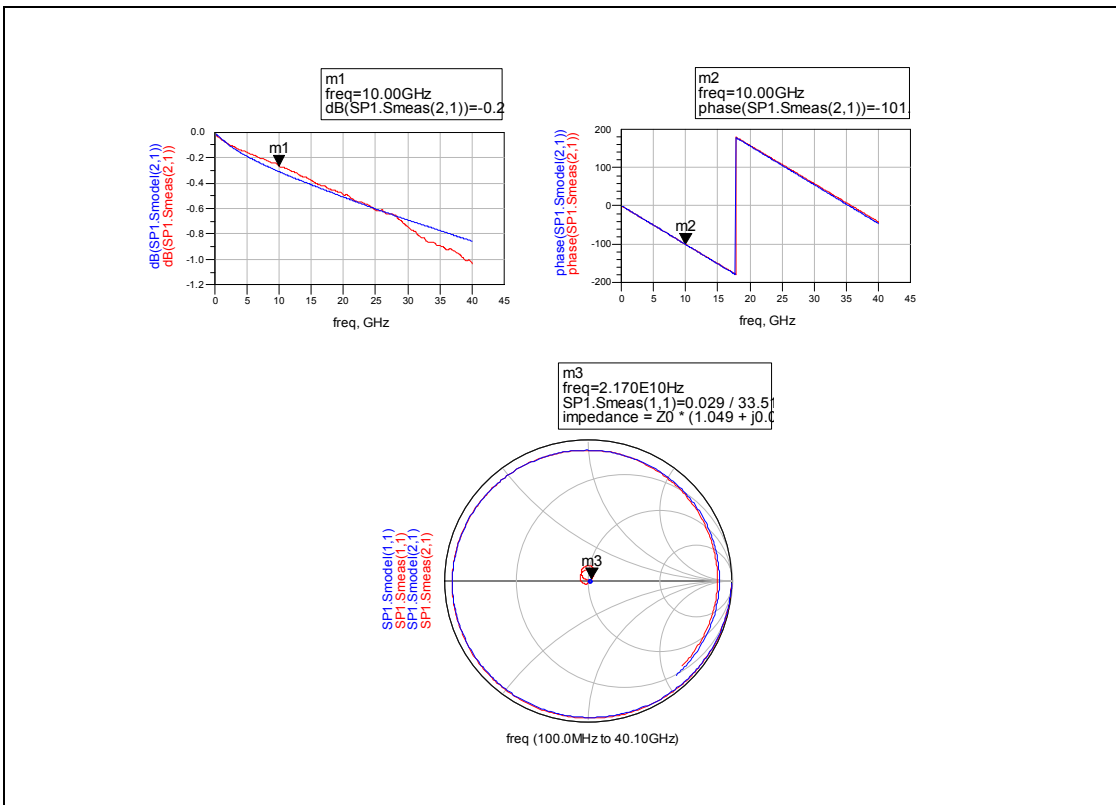 m1
freq=10.00GHz
dB(SP1.Smeas(2,1))=-0.2
m2
freq=10.00GHz
phase(SP1.Smeas(2,1))=-101.
dB(SP1.Smodel(2,1))
dB(SP1.Smeas(2,1))
0.0
-0.2
-0.4
-0.6
-0.8
-1.0
-1.2
m1
0 5 10 15 20 25 30 35 40 45
freq, GHz
phase(SP1.Smodel(2,1))
phase(SP1.Smeas(2,1))
200
100
0
-100
-200
m2
0 5 10 15 20 25 30 35 40 45
freq, GHz
m3
freq=2.170E10Hz
SP1.Smeas(1,1)=0.029 / 33.51
impedance = Z0 * (1.049 + j0.0
SP1.Smodel(1,1)
SP1.Smeas(1,1)
SP1.Smodel(2,1)
SP1.Smeas(2,1)
m3
freq (100.0MHz to 40.10GHz)